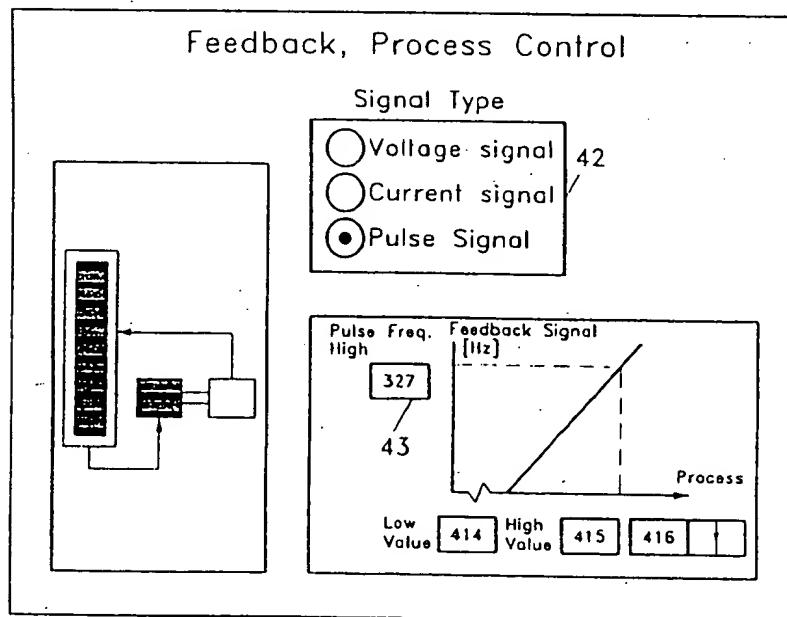 Feedback, Process Control
Signal Type
Voltage signal
42
Current signal
Pulse Signal
Pulse Freq.
High
Feedback Signal
[Hz]
327
43
Process
Low
Value
414
High
Value
415
416